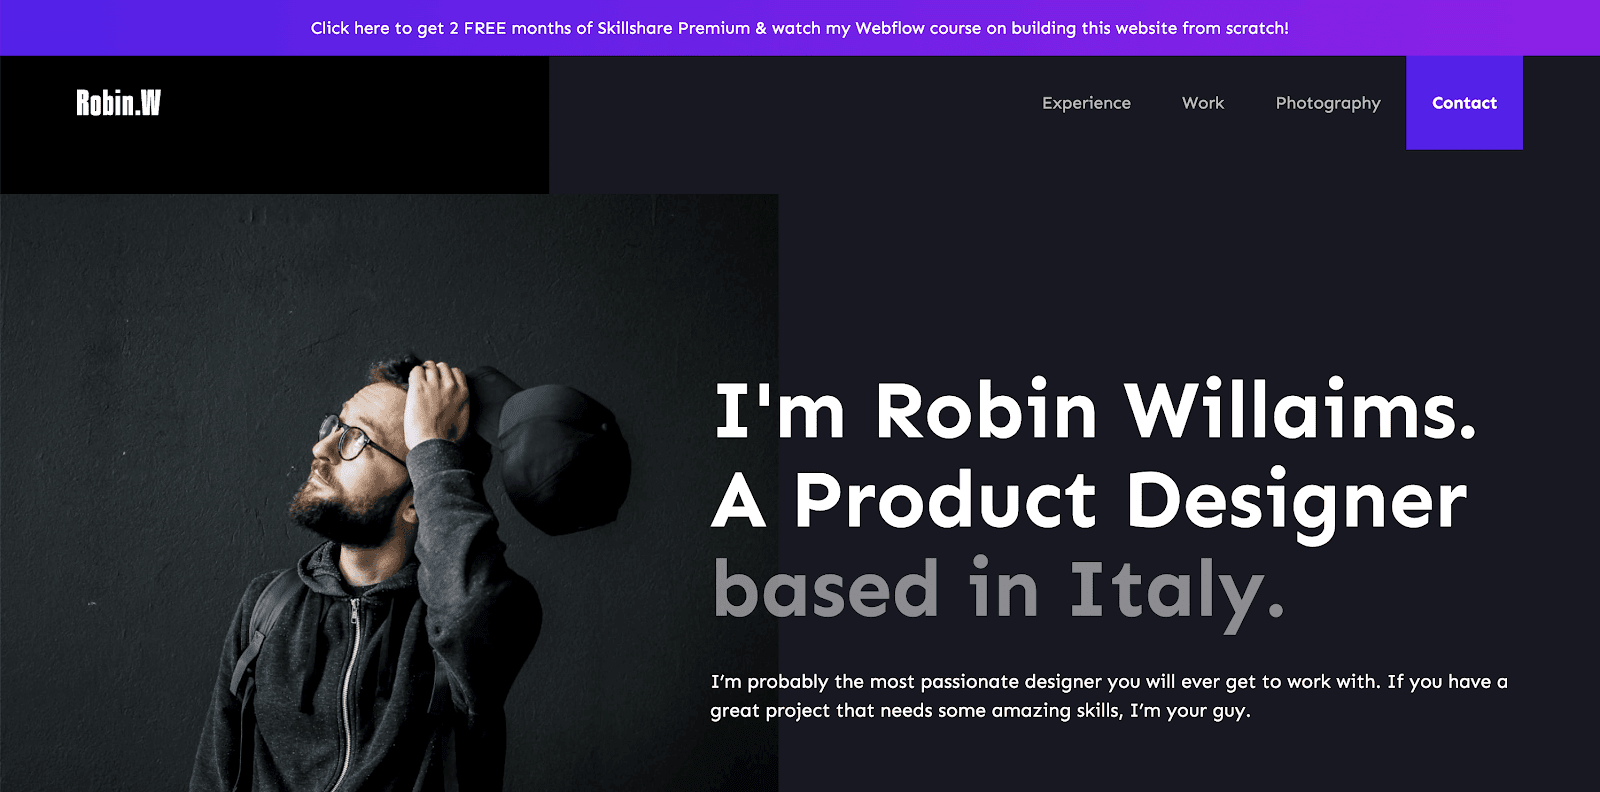 Click here to get 2 FREE months of Skillshare Premium & watch my Webflow course on building this website from scratch!
Robin.W
Experience
Work
Photography
Contact
I'm Robin Willaims.
A Product Designer
based in Italy.
I’m probably the most passionate designer you will ever get to work with. If you have a
great project that needs some amazing skills, I’m your guy.